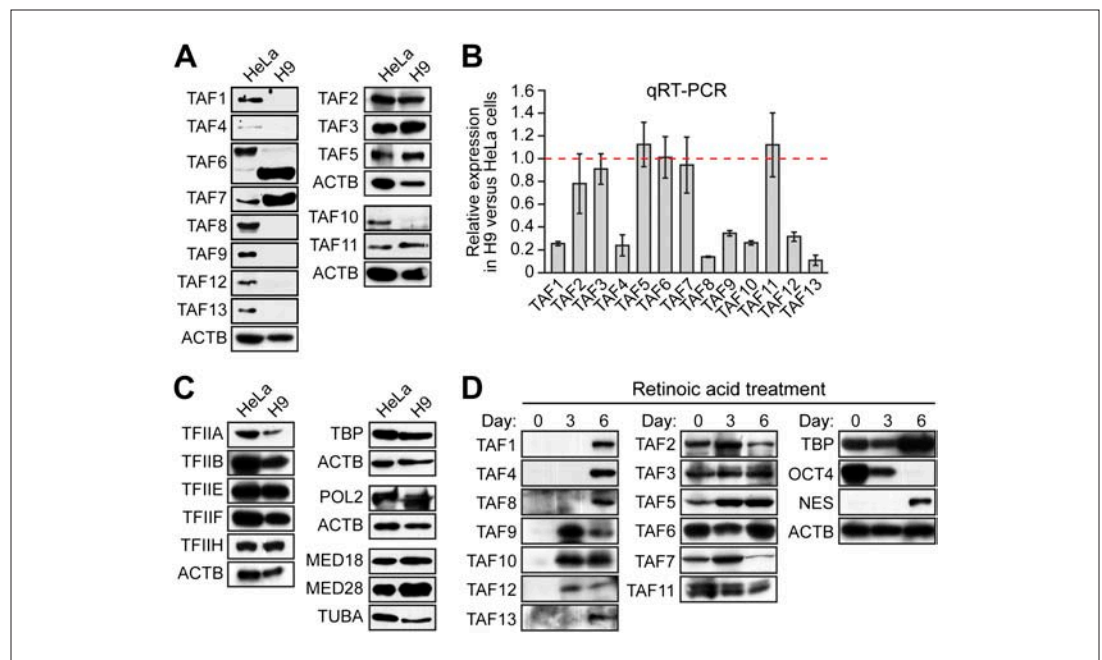 A
HeLa
H9
TAF1
TAF4
TAF6
TAF7
TAF8
TAF9
TAF12
TAF13
ACTB
HeLa
H9
TAF2
TAF3
TAF5
ACTB
TAF10
TAF11
ACTB
B
qRT-PCR
Relative expression
in H9 versus HeLa cells
1.6
1.4
1.2
1.0
0.8
0.6
0.4
0.2
0
TAF1
TAF2
TAF3
TAF4
TAF5
TAF6
TAF7
TAF8
TAF9
TAF10
TAF11
TAF12
TAF13
C
HeLa
H9
TFIIA
TFIIB
TFIIE
TFIIF
TFIIH
ACTB
HeLa
H9
TBP
ACTB
POL2
ACTB
MED18
MED28
TUBA
D
Retinoic acid treatment
Day: 0 3 6
TAF1
TAF4
TAF8
TAF9
TAF10
TAF12
TAF13
Day: 0 3 6
TAF2
TAF3
TAF5
TAF6
TAF7
TAF11
Day: 0 3 6
TBP
OCT4
NES
ACTB